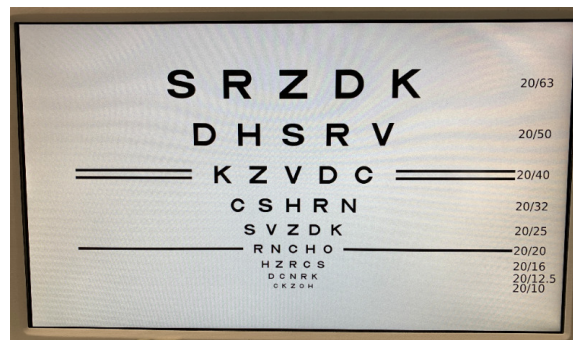 S R Z D K 20/63
D H S R V 20/50
K Z V D C 20/40
C S H R N 20/32
S V Z D K 20/25
R N C H O 20/20
H Z R C S 20/16
D C N R K 20/12.5
C K Z O H 20/10